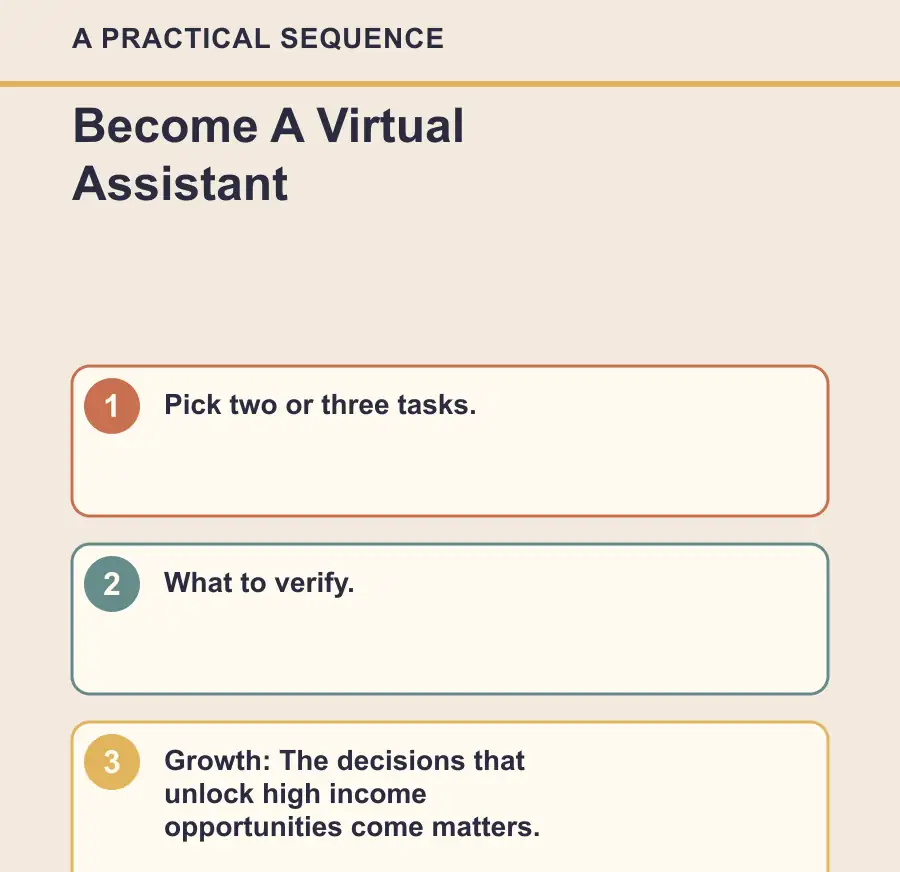 A PRACTICAL SEQUENCE
Become A Virtual
Assistant
1
Pick two or three tasks.
2
What to verify.
3
Growth: The decisions that
unlock high income
opportunities come matters.